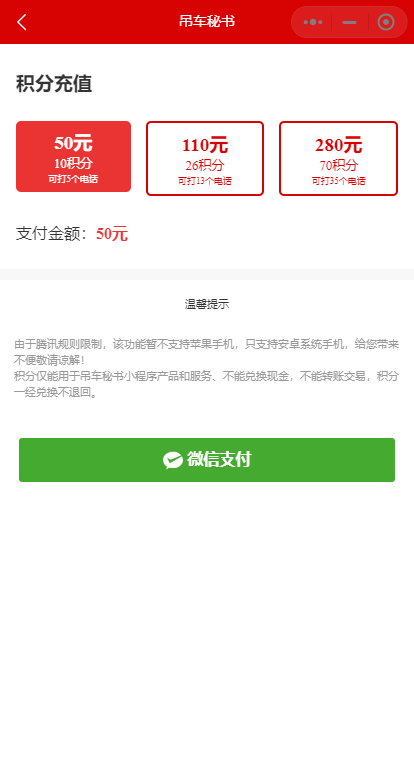 吊车秘书
积分充值
50元
10积分
可打5个电话
110元
26积分
可打13个电话
280元
70积分
可打35个电话
支付金额：50元
温馨提示
由于腾讯规则限制，该功能暂不支持苹果手机，只支持安卓系统手机，给您带来
不便敬请谅解！
积分仅能用于吊车秘书小程序产品和服务、不能兑换现金，不能转账交易，积分
一经兑换不退回。
微信支付